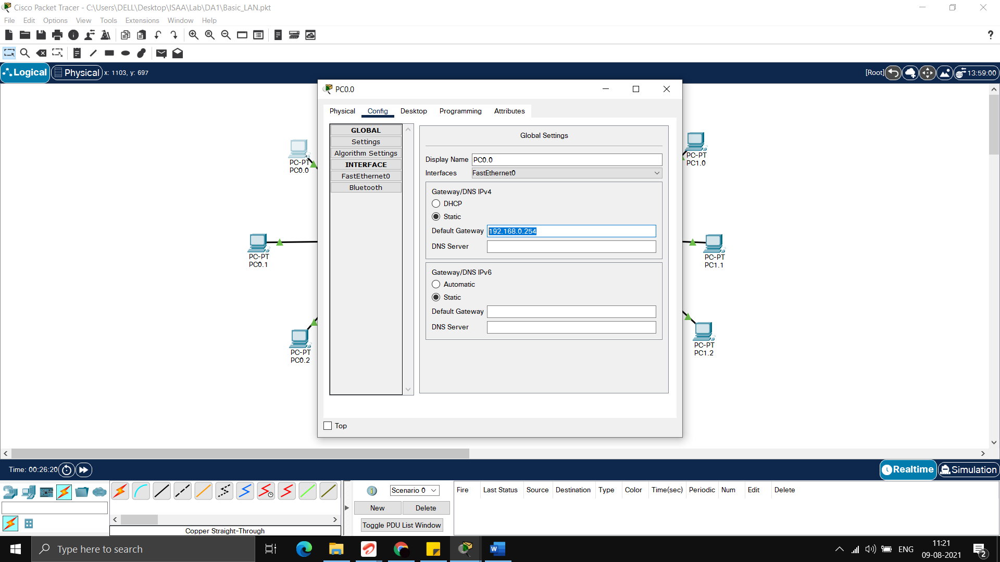 Cisco Packet Tracer - C:\Users\DELL\Desktop\ISAA\Lab\DA1\Basic_LAN.pkt
File Edit Options View Tools Extensions Window Help
?
Logical Physical x: 1103, y: 697
[Root] 13:59:00
PC0.0
Physical Config Desktop Programming Attributes
GLOBAL
Settings
Algorithm Settings
INTERFACE
FastEthernet0
Bluetooth
Global Settings
Display Name PC0.0
Interfaces FastEthernet0
Gateway/DNS IPv4
DHCP
Static
Default Gateway 192.168.0.254
DNS Server
Gateway/DNS IPv6
Automatic
Static
Default Gateway
DNS Server
Top
PC-PT
PC0.0
PC-PT
PC0.1
PC-PT
PC0.2
PC-PT
PC1.0
PC-PT
PC1.1
PC-PT
PC1.2
Time: 00:26:20
Realtime Simulation
Scenario 0
New Delete
Toggle PDU List Window
Fire Last Status Source Destination Type Color Time(sec) Periodic Num Edit Delete
Copper Straight-Through
Type here to search
ENG
11:21
09-08-2021
2